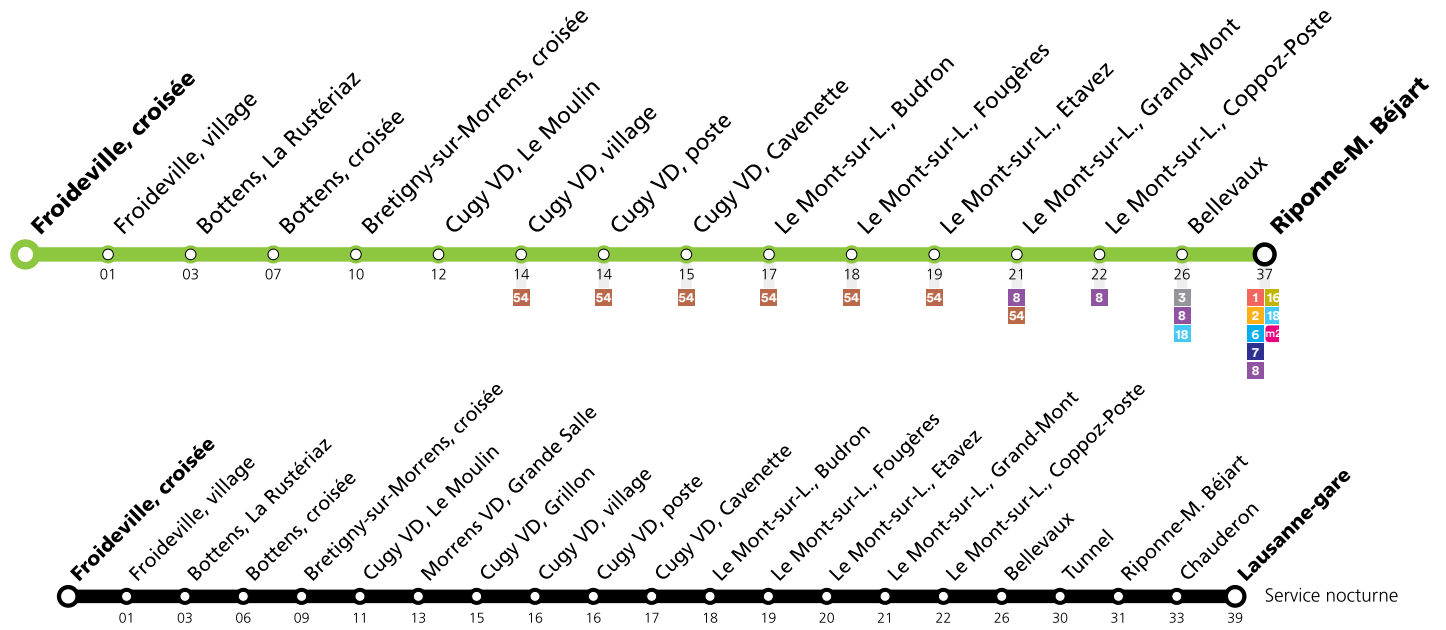 Froideville, croisée
Froideville, village
Bottens, La Rustériaz
Bottens, croisée
Bretigny-sur-Morrens, croisée
Cugy VD, Le Moulin
Cugy VD, village
Cugy VD, poste
Cugy VD, Cavenette
Le Mont-sur-L., Budron
Le Mont-sur-L., Fougères
Le Mont-sur-L., Etavez
Le Mont-sur-L., Grand-Mont
Le Mont-sur-L., Coppoz-Poste
Bellevaux
Riponne-M. Béjart
01 03 07 10 12 14 14 15 17 18 19 21 22 26 37
54 54 54 54 54 54 8 8 3 1 16
54 8 2 18
18 6 m2
7
8
Froideville, croisée
Froideville, village
Bottens, La Rustériaz
Bottens, croisée
Bretigny-sur-Morrens, croisée
Cugy VD, Le Moulin
Morrens VD, Grande Salle
Cugy VD, Grillon
Cugy VD, village
Cugy VD, poste
Cugy VD, Cavenette
Le Mont-sur-L., Budron
Le Mont-sur-L., Fougères
Le Mont-sur-L., Etavez
Le Mont-sur-L., Grand-Mont
Le Mont-sur-L., Coppoz-Poste
Bellevaux
Tunnel
Riponne-M. Béjart
Chauderon
Lausanne-gare
Service nocturne
01 03 06 09 11 13 15 16 16 17 18 19 20 21 22 26 30 31 33 39